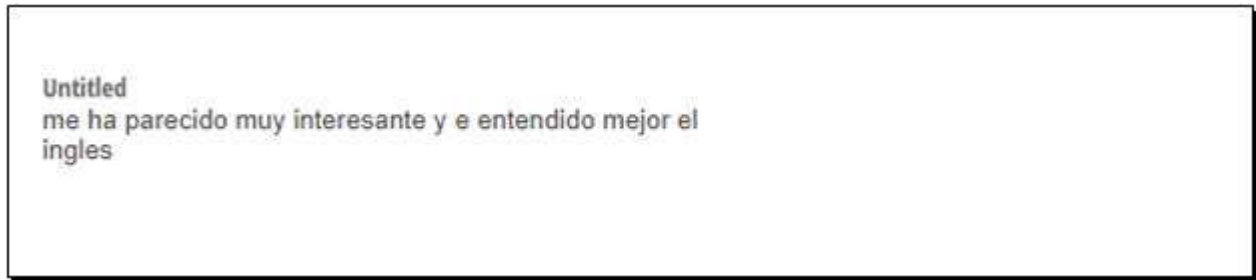 Untitled
me ha parecido muy interesante y e entendido mejor el
ingles